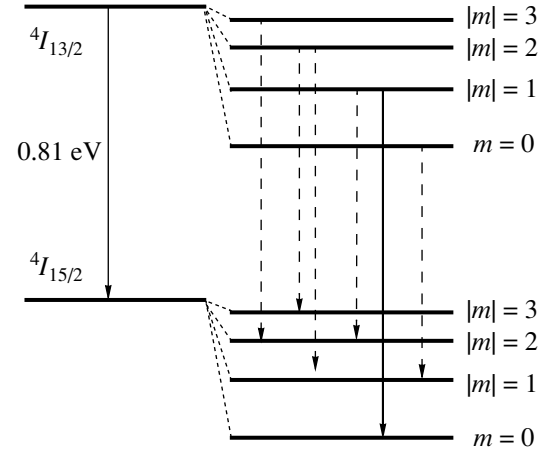 ⁴I₁₃/₂
0.81 eV
⁴I₁₅/₂
|m| = 3
|m| = 2
|m| = 1
m = 0
|m| = 3
|m| = 2
|m| = 1
m = 0